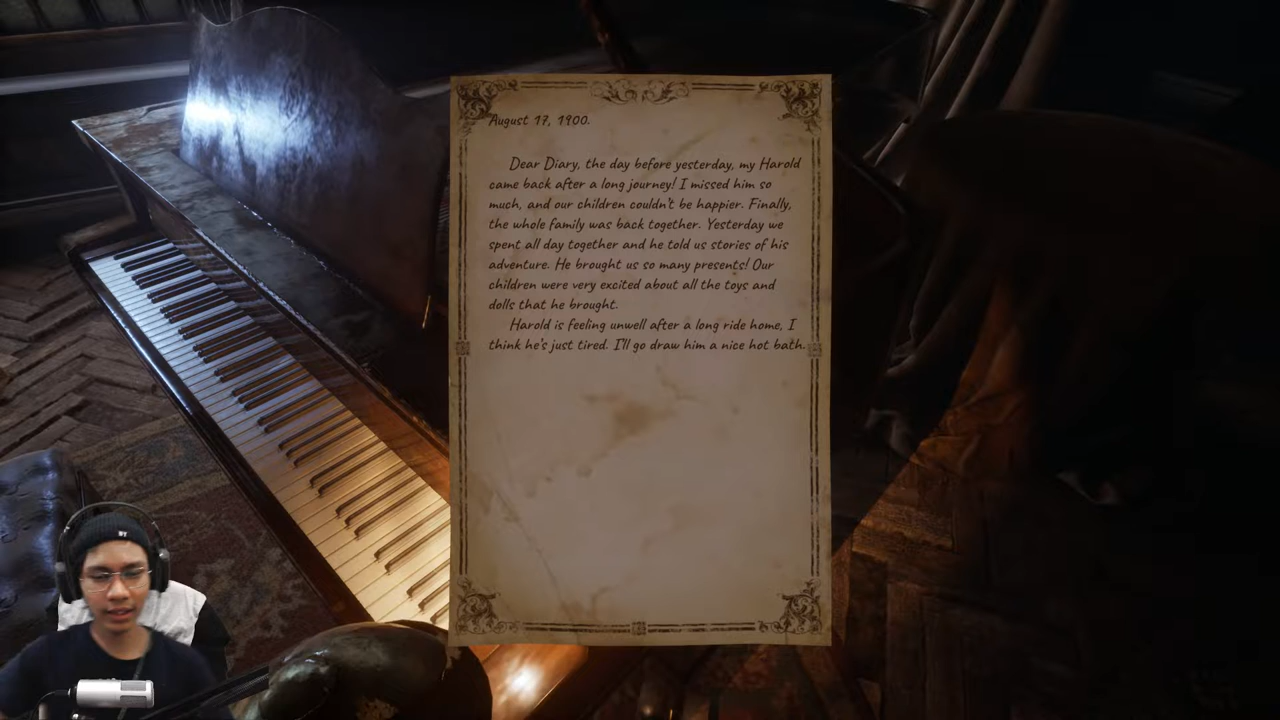 August 17, 1900.
Dear Diary, the day before yesterday, my Harold
came back after a long journey! I missed him so
much, and our children couldn't be happier. Finally,
the whole family was back together. Yesterday we
spent all day together and he told us stories of his
adventure. He brought us so many presents! Our
children were very excited about all the toys and
dolls that he brought.
Harold is feeling unwell after a long ride home, I
think he's just tired. I'll go draw him a nice hot bath.